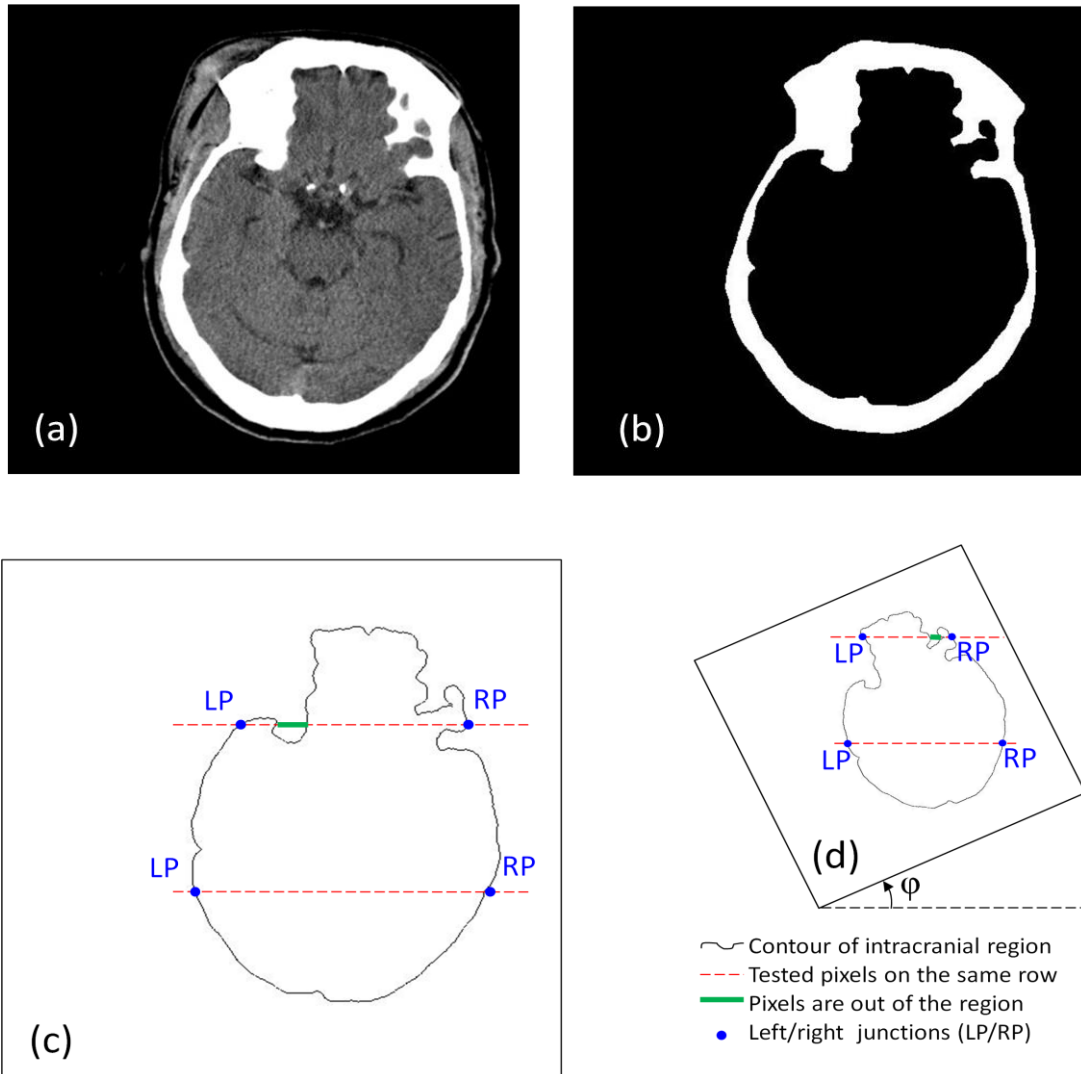 (a)
(b)
LP
RP
LP
RP
(c)
LP
RP
LP
RP
(d)
φ
Contour of intracranial region
Tested pixels on the same row
Pixels are out of the region
Left/right junctions (LP/RP)